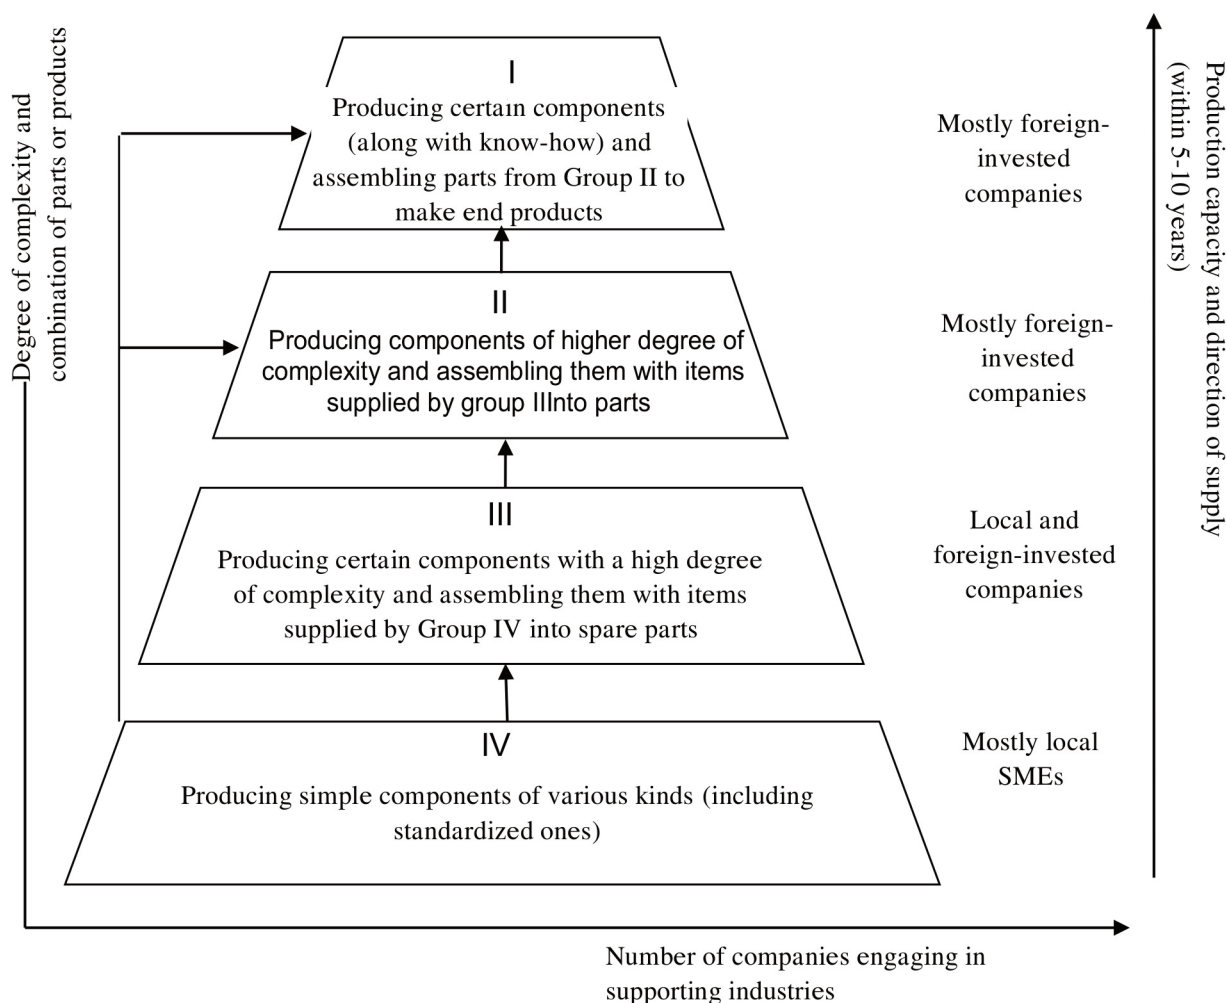 Degree of complexity and
combination of parts or products
I
Producing certain components
(along with know-how) and
assembling parts from Group II to
make end products
Mostly foreign-
invested
companies
II
Producing components of higher degree of
complexity and assembling them with items
supplied by group IIInto parts
Mostly foreign-
invested
companies
III
Producing certain components with a high degree
of complexity and assembling them with items
supplied by Group IV into spare parts
Local and
foreign-invested
companies
IV
Producing simple components of various kinds (including
standardized ones)
Mostly local
SMEs
Production capacity and direction of supply
(within 5-10 years)
Number of companies engaging in
supporting industries